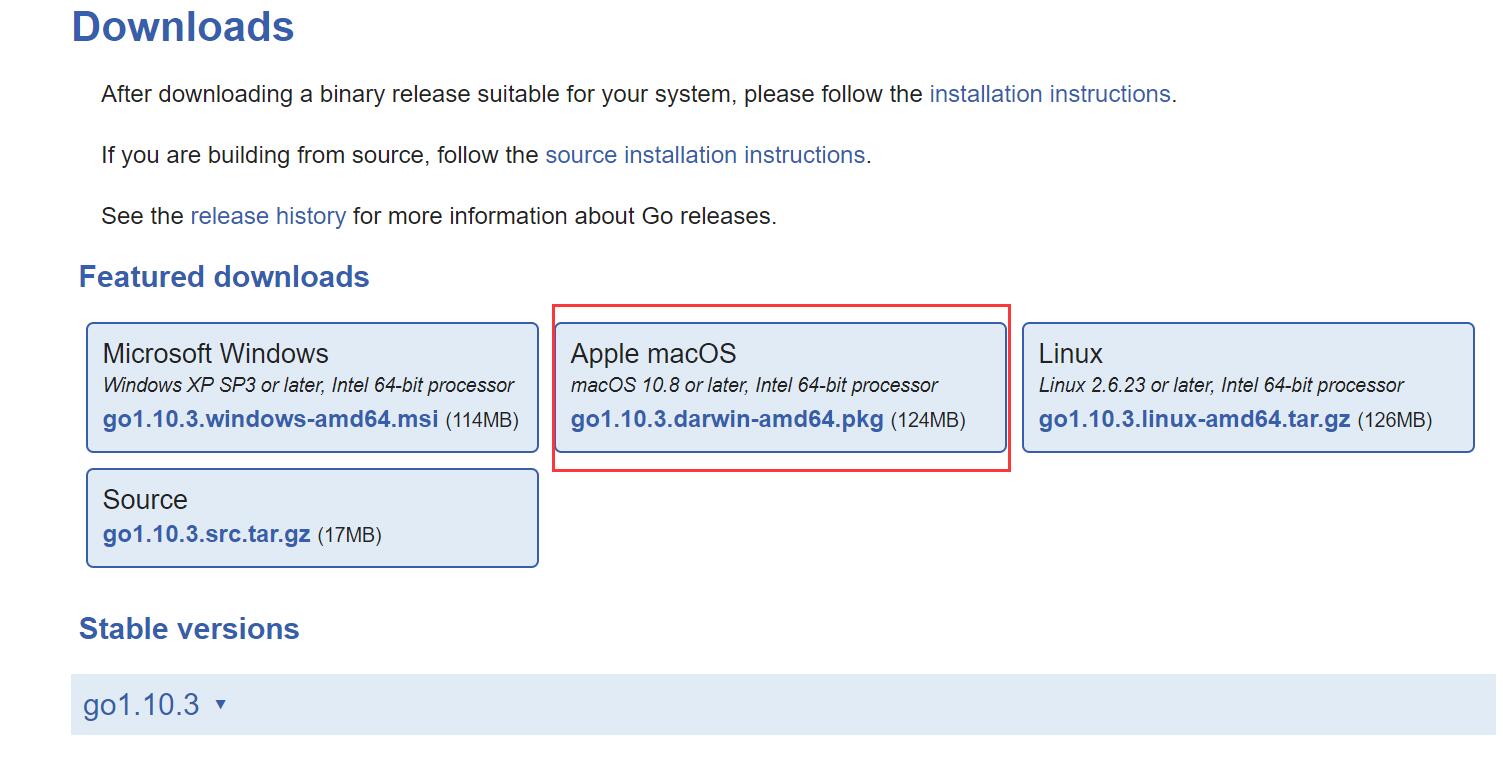 Downloads
After downloading a binary release suitable for your system, please follow the installation instructions.
If you are building from source, follow the source installation instructions.
See the release history for more information about Go releases.
Featured downloads
Microsoft Windows
Windows XP SP3 or later, Intel 64-bit processor
go1.10.3.windows-amd64.msi (114MB)
Apple macOS
macOS 10.8 or later, Intel 64-bit processor
go1.10.3.darwin-amd64.pkg (124MB)
Linux
Linux 2.6.23 or later, Intel 64-bit processor
go1.10.3.linux-amd64.tar.gz (126MB)
Source
go1.10.3.src.tar.gz (17MB)
Stable versions
go1.10.3 ▼